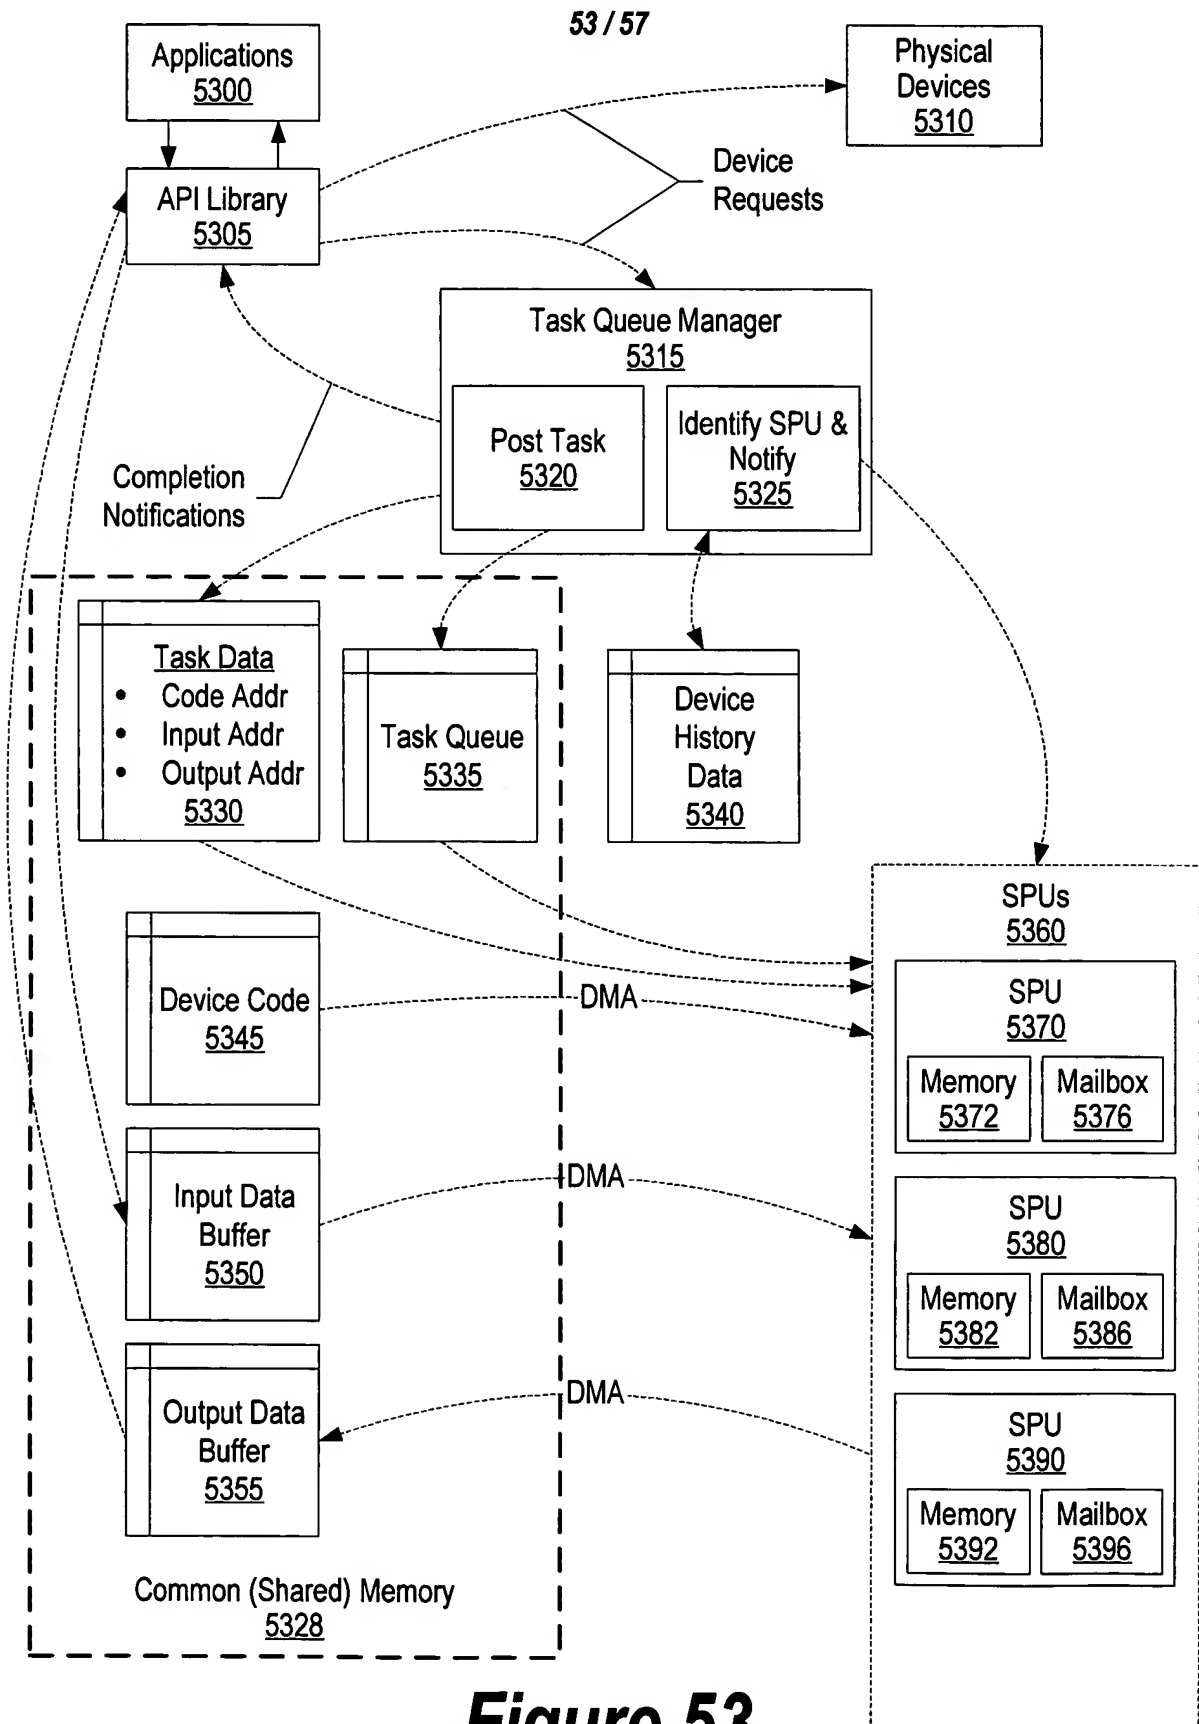 53 / 57
Applications
5300
Physical
Devices
5310
API Library
5305
Device
Requests
Task Queue Manager
5315
Post Task
5320
Identify SPU &
Notify
5325
Completion
Notifications
Task Data
• Code Addr
• Input Addr
• Output Addr
5330
Task Queue
5335
Device
History
Data
5340
SPUs
5360
SPU
5370
Memory
5372
Mailbox
5376
Device Code
5345
DMA
Input Data
Buffer
5350
DMA
SPU
5380
Memory
5382
Mailbox
5386
Output Data
Buffer
5355
DMA
SPU
5390
Memory
5392
Mailbox
5396
Common (Shared) Memory
5328
Figure 53